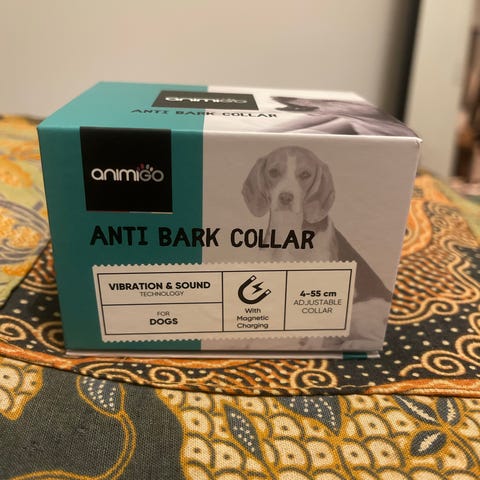 animiGO
ANTI BARK COLLAR
animiGO
ANTI BARK COLLAR
VIBRATION & SOUND
TECHNOLOGY
FOR
DOGS
With
Magnetic
Charging
4-55 cm
ADJUSTABLE
COLLAR